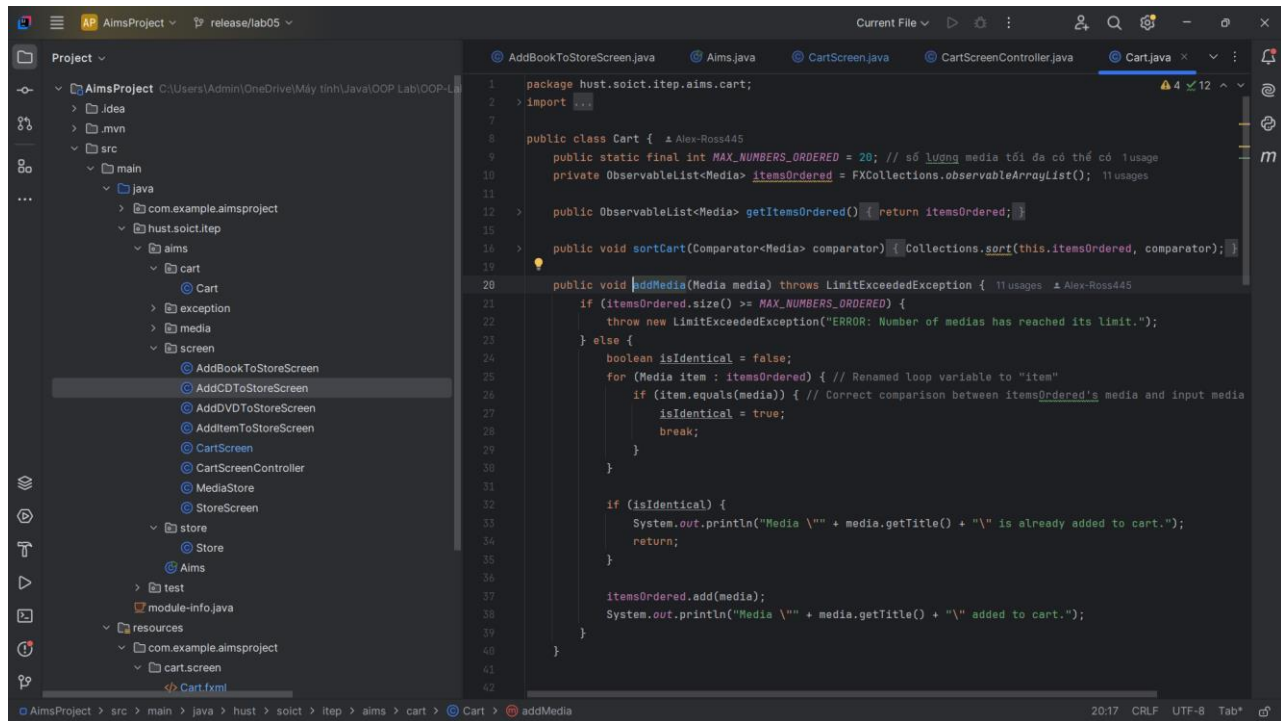 AP AimsProject release/lab05 Current File
Project
AimsProject C:\Users\Admin\OneDrive\Máy tính\Java\OOP Lab\OOP-La
.idea
.mvn
src
main
java
com.example.aimsproject
hust.soict.itep
aims
cart
Cart
exception
media
screen
AddBookToStoreScreen
AddCDToStoreScreen
AddDVDToStoreScreen
AddItemToStoreScreen
CartScreen
CartScreenController
MediaStore
StoreScreen
store
Store
Aims
test
module-info.java
resources
com.example.aimsproject
cart.screen
Cart.fxml
AddBookToStoreScreen.java Aims.java CartScreen.java CartScreenController.java Cart.java
4 12
1 package hust.soict.itep.aims.cart;
2 import ...
7
8 public class Cart { Alex-Ross445
9 public static final int MAX_NUMBERS_ORDERED = 20; // số lượng media tối đa có thể có 1 usage
10 private ObservableList<Media> itemsOrdered = FXCollections.observableArrayList(); 11 usages
11
12 public ObservableList<Media> getItemsOrdered() { return itemsOrdered; }
15
16 public void sortCart(Comparator<Media> comparator) { Collections.sort(this.itemsOrdered, comparator); }
19
20 public void addMedia(Media media) throws LimitExceededException { 11 usages Alex-Ross445
21 if (itemsOrdered.size() >= MAX_NUMBERS_ORDERED) {
22 throw new LimitExceededException("ERROR: Number of medias has reached its limit.");
23 } else {
24 boolean isIdentical = false;
25 for (Media item : itemsOrdered) { // Renamed loop variable to "item"
26 if (item.equals(media)) { // Correct comparison between itemsOrdered's media and input media
27 isIdentical = true;
28 break;
29 }
30 }
31
32 if (isIdentical) {
33 System.out.println("Media \"" + media.getTitle() + "\" is already added to cart.");
34 return;
35 }
36
37 itemsOrdered.add(media);
38 System.out.println("Media \"" + media.getTitle() + "\" added to cart.");
39 }
40 }
41
42
m
AimsProject > src > main > java > hust > soict > itep > aims > cart > Cart > addMedia 20:17 CRLF UTF-8 Tab*